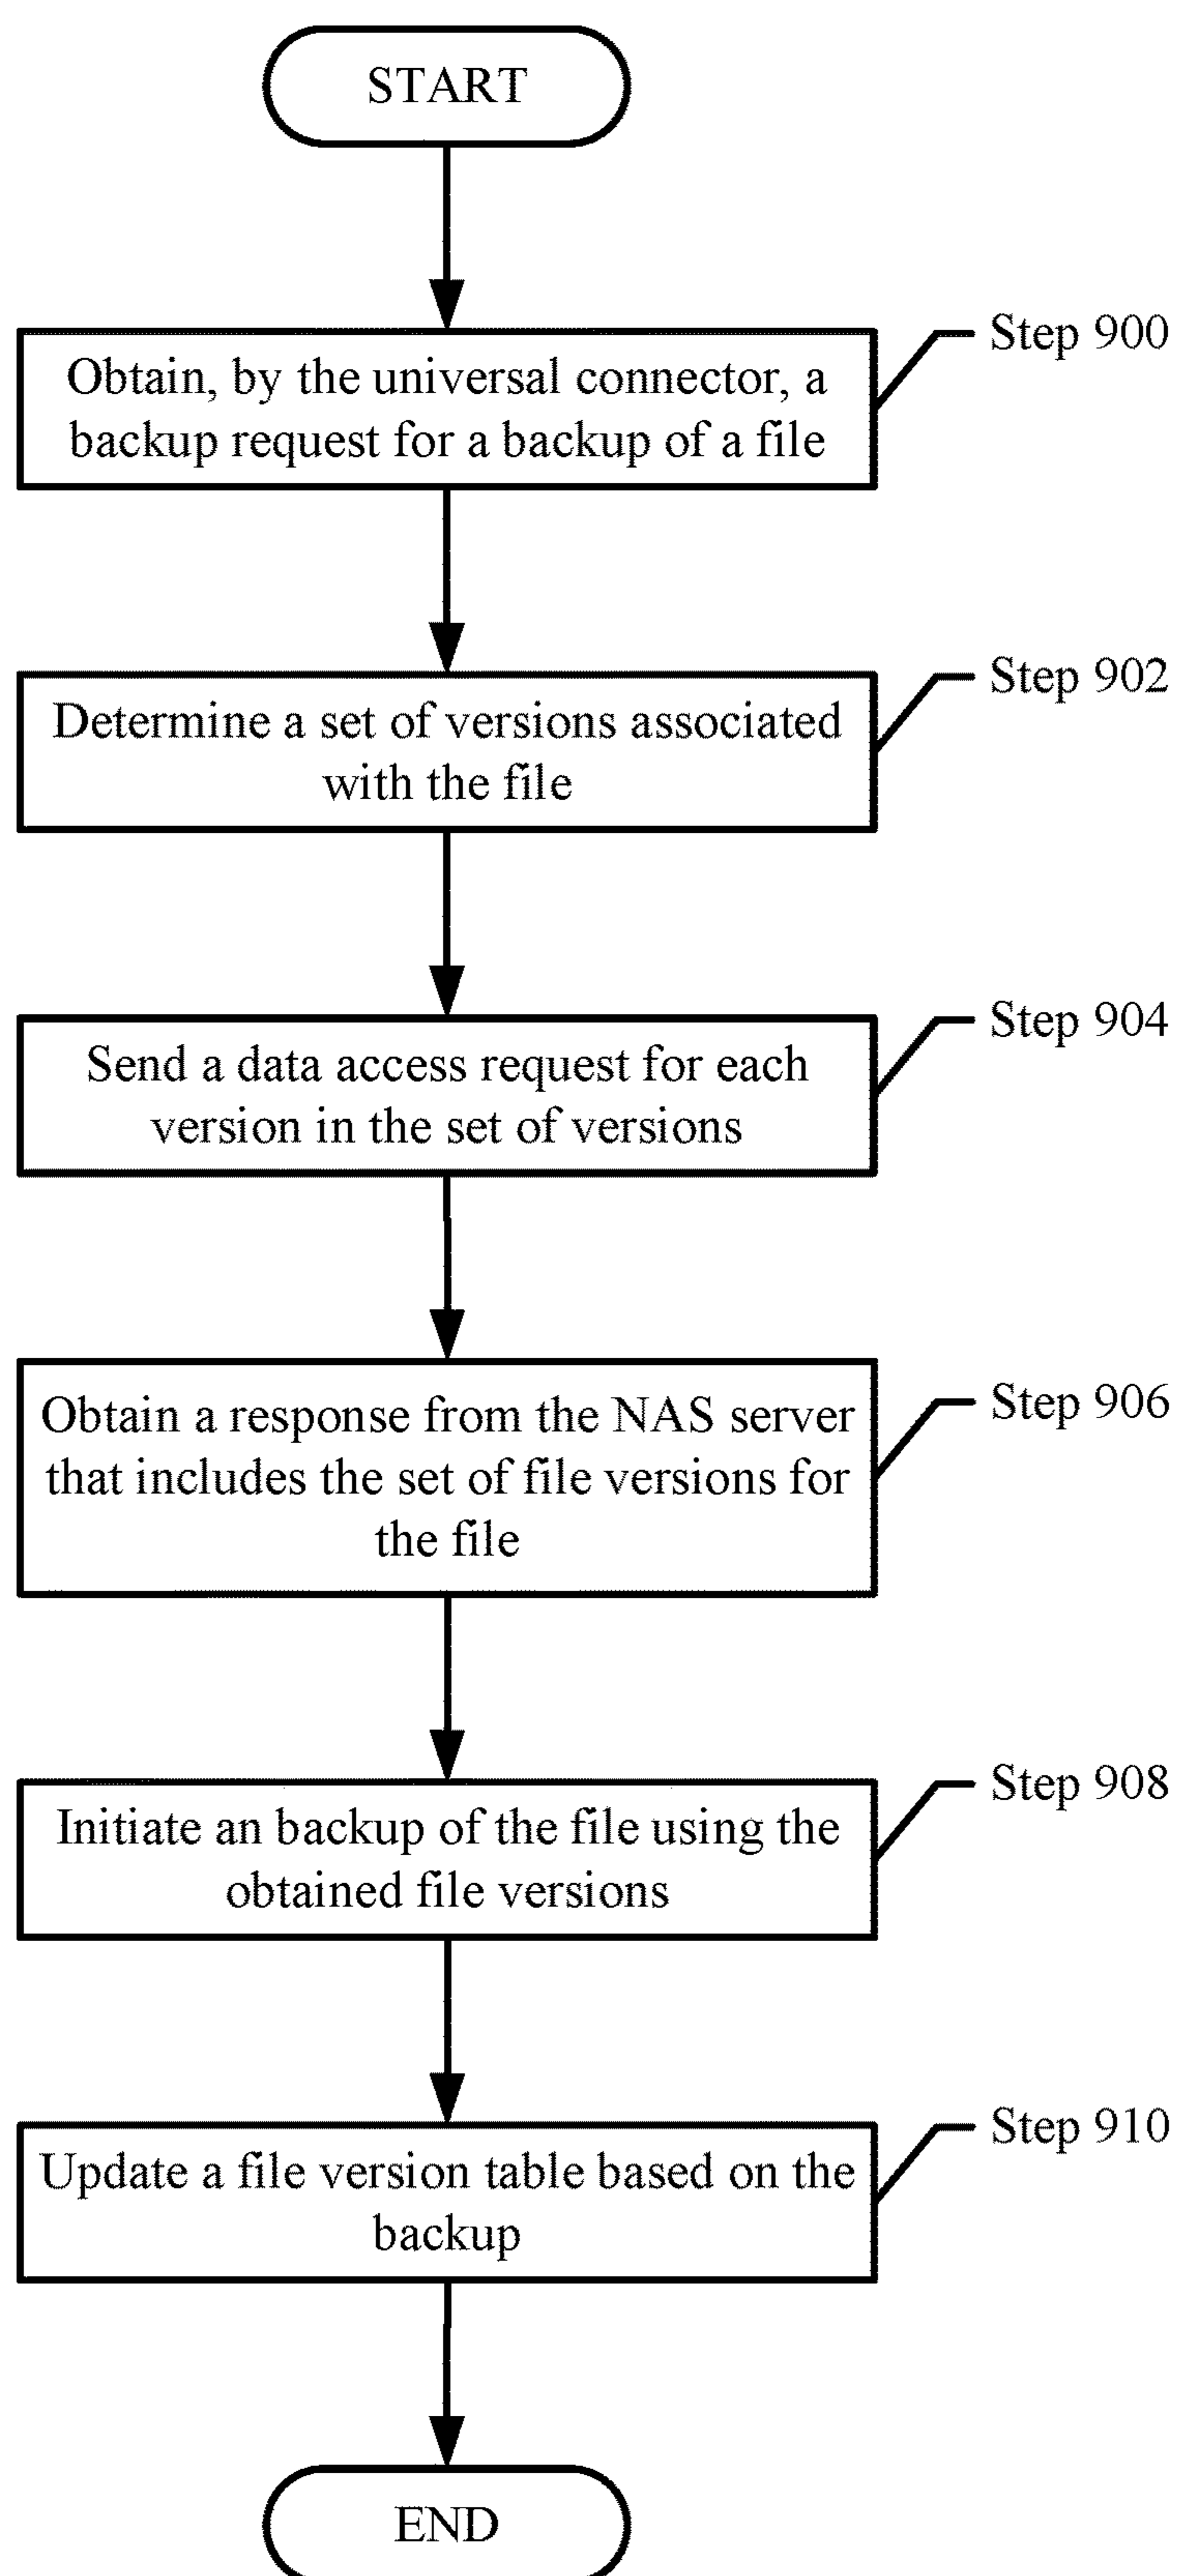 START
Step 900
Obtain, by the universal connector, a
backup request for a backup of a file
Step 902
Determine a set of versions associated
with the file
Step 904
Send a data access request for each
version in the set of versions
Step 906
Obtain a response from the NAS server
that includes the set of file versions for
the file
Step 908
Initiate an backup of the file using the
obtained file versions
Step 910
Update a file version table based on the
backup
END